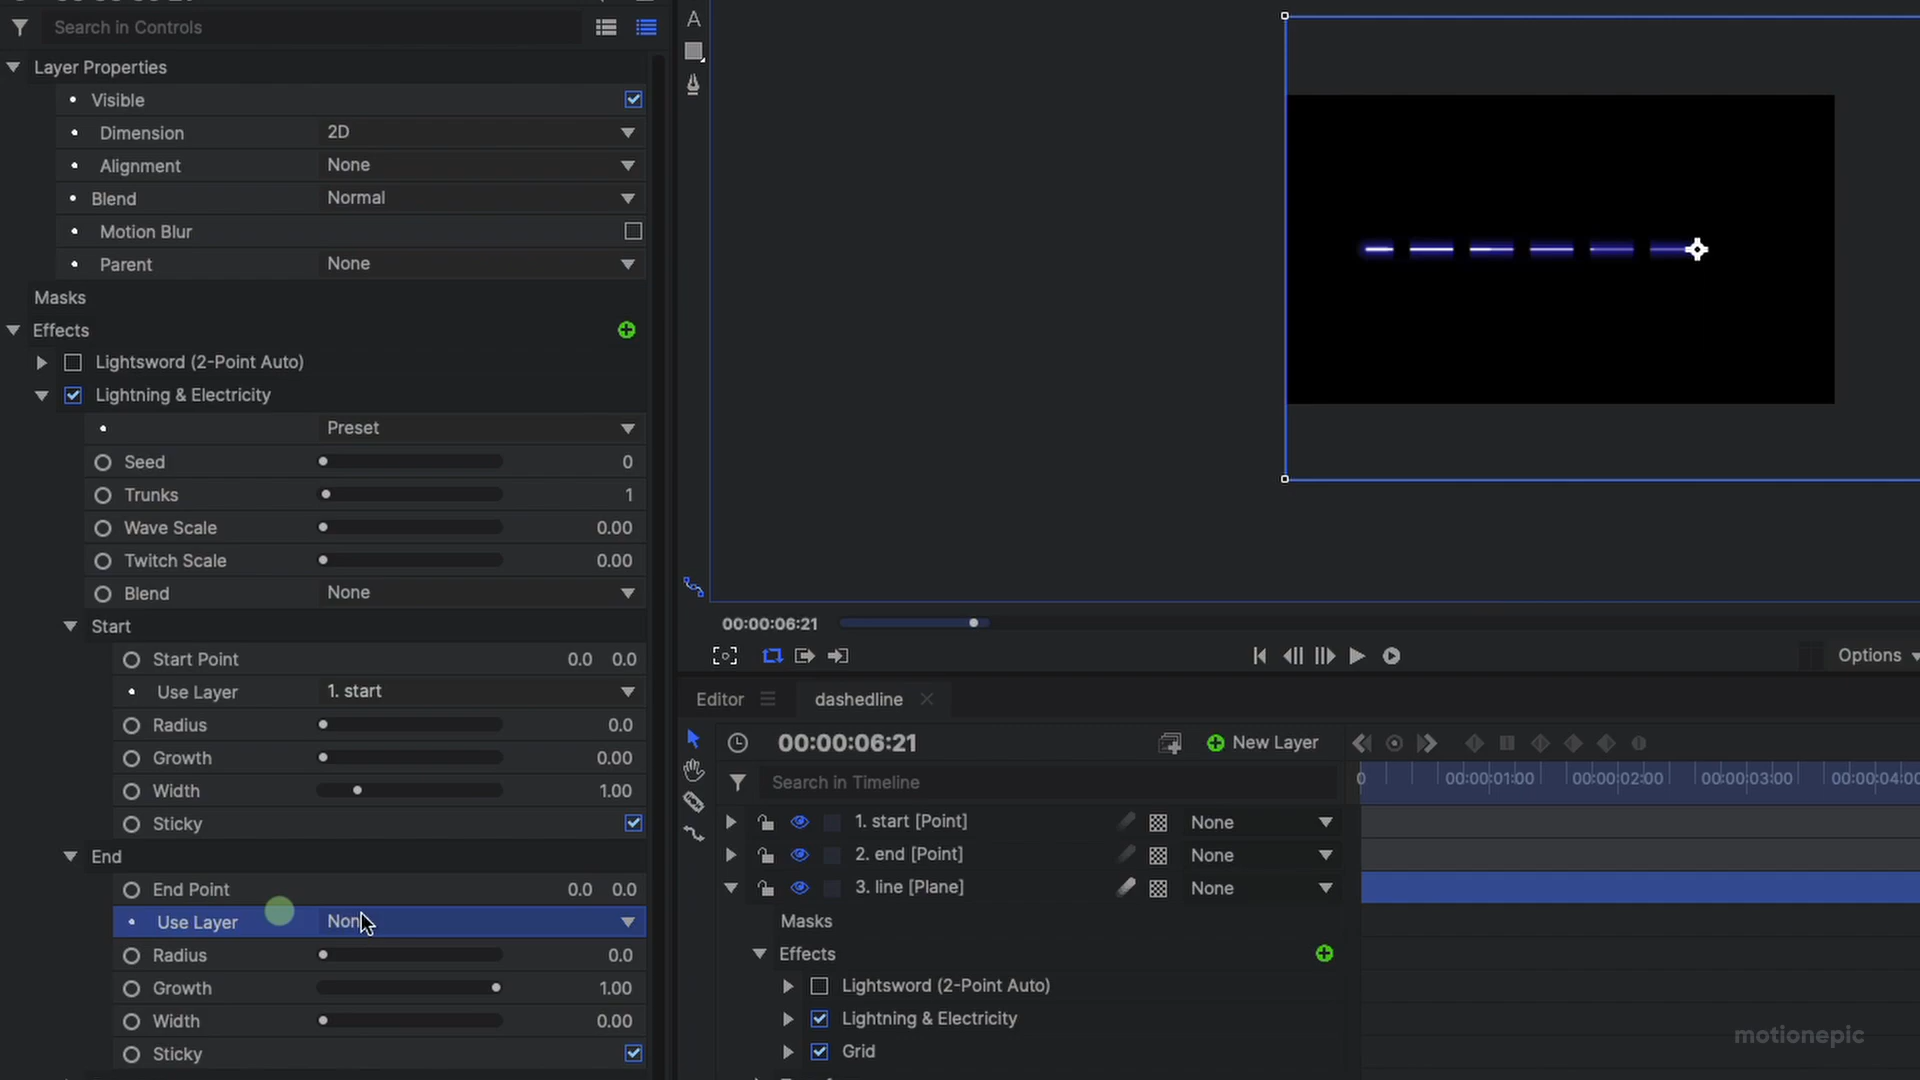 Search in Controls
Layer Properties
Visible
Dimension 2D
Alignment None
Blend Normal
Motion Blur
Parent None
Masks
Effects
Lightsword (2-Point Auto)
Lightning & Electricity
Preset
Seed 0
Trunks 1
Wave Scale 0.00
Twitch Scale 0.00
Blend None
Start
Start Point 0.0 0.0
Use Layer 1. start
Radius 0.0
Growth 0.00
Width 1.00
Sticky
End
End Point 0.0 0.0
Use Layer
Radius 0.0
Growth 1.00
Width 0.00
Sticky
A
00:00:06:21
Options
Editor dashedline
00:00:06:21 New Layer
Search in Timeline
0 00:00:01:00 00:00:02:00 00:00:03:00
1. start [Point] None
2. end [Point] None
3. line [Plane] None
Masks
Effects
Lightsword (2-Point Auto)
Lightning & Electricity
Grid
motionepic